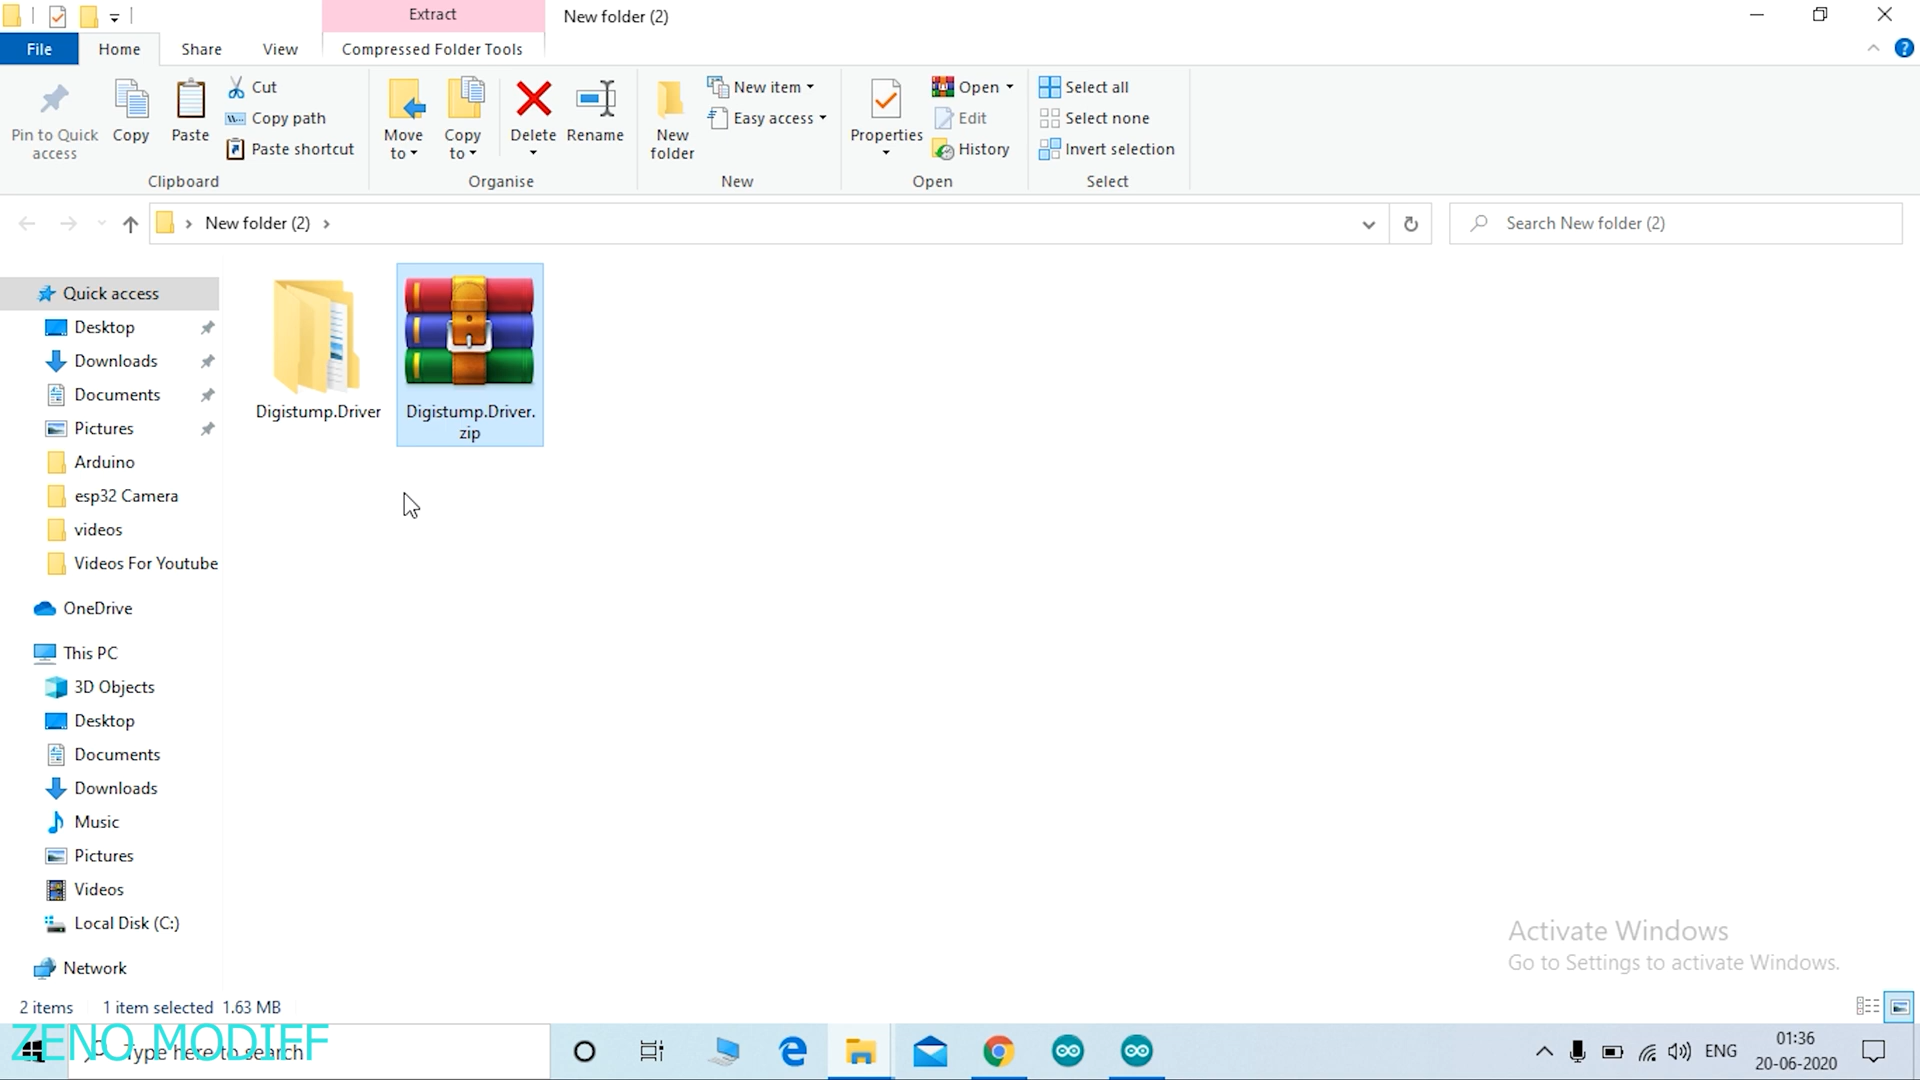 Extract
New folder (2)
File
Home
Share
View
Compressed Folder Tools
Pin to Quick access
Copy
Paste
Cut
Copy path
Paste shortcut
Clipboard
Move to
Copy to
Delete
Rename
Organise
New folder
New item
Easy access
New
Properties
Open
Edit
History
Open
Select all
Select none
Invert selection
Select
New folder (2)
Search New folder (2)
Quick access
Desktop
Downloads
Documents
Pictures
Arduino
esp32 Camera
videos
Videos For Youtube
OneDrive
This PC
3D Objects
Desktop
Documents
Downloads
Music
Pictures
Videos
Local Disk (C:)
Network
Digistump.Driver
Digistump.Driver.
zip
Activate Windows
Go to Settings to activate Windows.
2 items
1 item selected 1.63 MB
ZENO MODIFF
Type here to search
ENG
01:36
20-06-2020